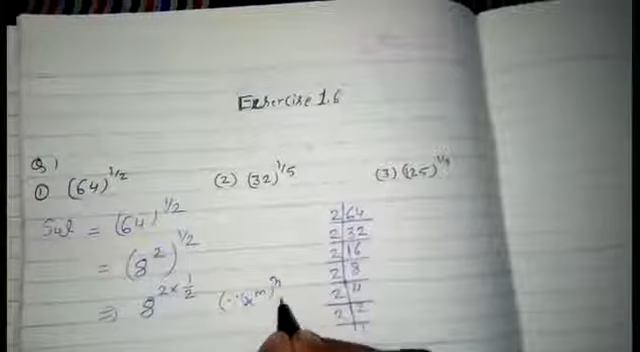 Exercise 1.6
Q 1
① (64)^1/2 (2) (32)^1/5 (3) (125)^1/3
Sol = (64)^1/2
= (8^2)^1/2
⇒ 8^2×1/2 (∵ x^m)^n
2|64
2|32
2|16
2|8
2|4
2|2
1